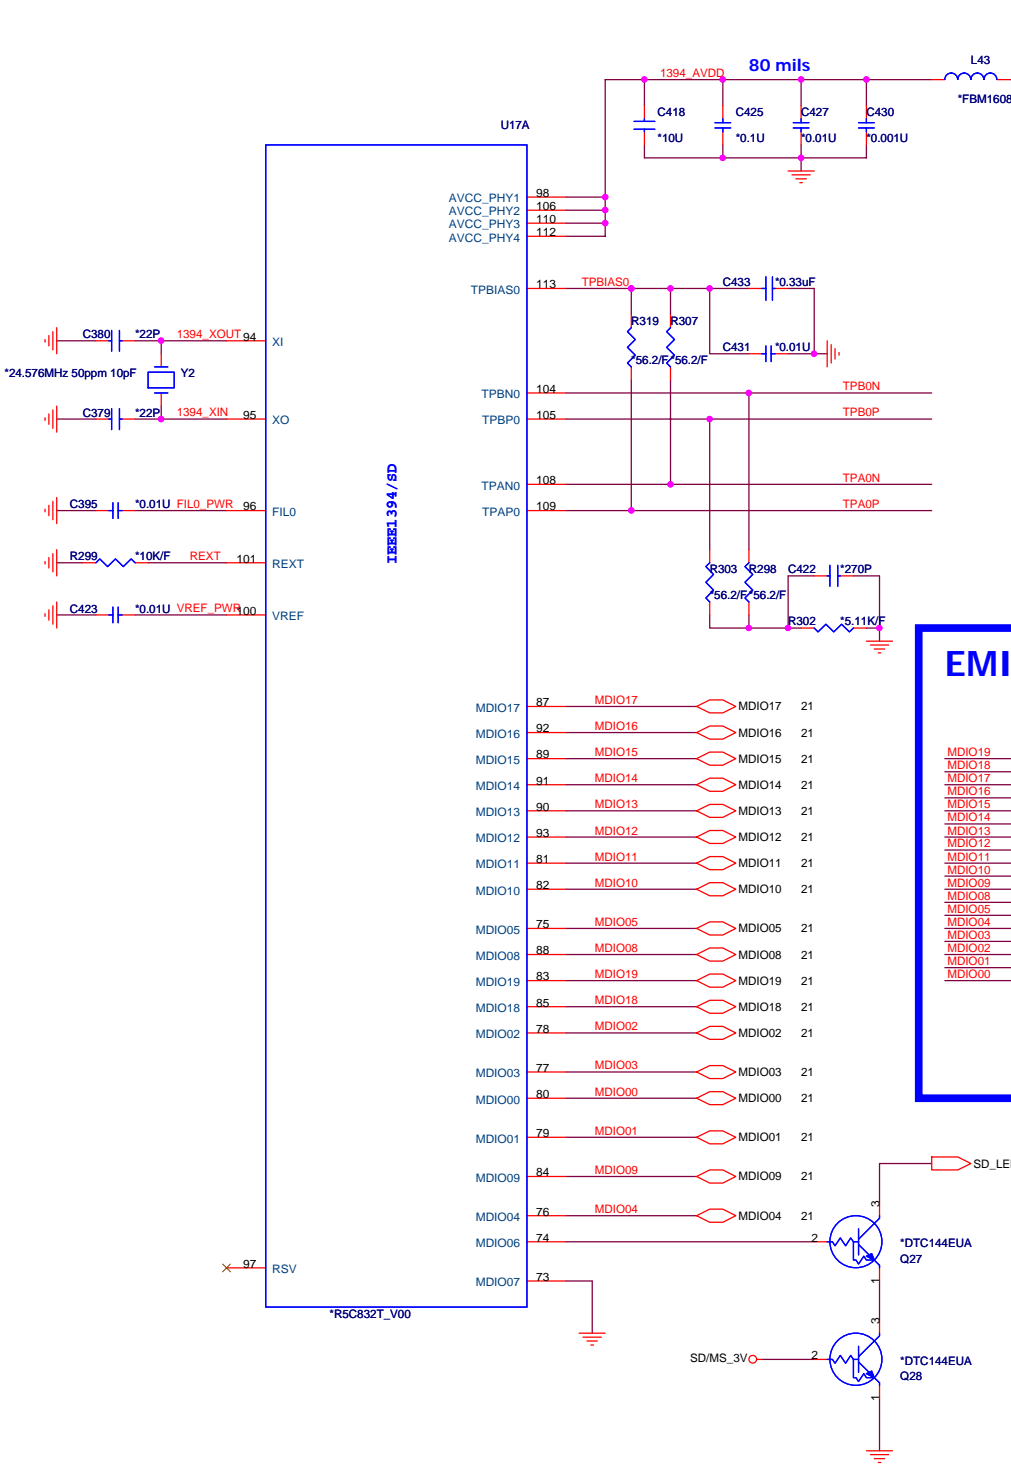 L43
80 mils
1394_AVDD
*FBM1608
C418
C425
C427
C430
*10U
*0.1U
*0.01U
*0.001U
U17A
AVCC_PHY1 98
AVCC_PHY2 106
AVCC_PHY3 110
AVCC_PHY4 112
TPBIAS0 113 TPBIAS0
C433 *0.33uF
R319 R307
*56.2/F *56.2/F
C431 *0.01U
C380 *22P 1394_XOUT 94 XI
*24.576MHz 50ppm 10pF Y2
C379 *22P 1394_XIN 95 XO
TPBN0 104 TPB0N
TPBP0 105 TPB0P
TPAN0 108 TPA0N
TPAP0 109 TPA0P
IEEE1394/SD
C395 *0.01U FIL0_PWR 96 FIL0
R299 *10K/F REXT 101 REXT
C423 *0.01U VREF_PWR 100 VREF
R303 R298 C422 *270P
*56.2/F *56.2/F
R302 *5.11K/F
EMI
MDIO17 87 MDIO17 MDIO17 21
MDIO16 92 MDIO16 MDIO16 21
MDIO15 89 MDIO15 MDIO15 21
MDIO14 91 MDIO14 MDIO14 21
MDIO13 90 MDIO13 MDIO13 21
MDIO12 93 MDIO12 MDIO12 21
MDIO11 81 MDIO11 MDIO11 21
MDIO10 82 MDIO10 MDIO10 21
MDIO05 75 MDIO05 MDIO05 21
MDIO08 88 MDIO08 MDIO08 21
MDIO19 83 MDIO19 MDIO19 21
MDIO18 85 MDIO18 MDIO18 21
MDIO02 78 MDIO02 MDIO02 21
MDIO03 77 MDIO03 MDIO03 21
MDIO00 80 MDIO00 MDIO00 21
MDIO01 79 MDIO01 MDIO01 21
MDIO09 84 MDIO09 MDIO09 21
MDIO04 76 MDIO04 MDIO04 21
MDIO06 74
MDIO07 73
MDIO19
MDIO18
MDIO17
MDIO16
MDIO15
MDIO14
MDIO13
MDIO12
MDIO11
MDIO10
MDIO09
MDIO08
MDIO05
MDIO04
MDIO03
MDIO02
MDIO01
MDIO00
SD_LE
3
2
*DTC144EUA
Q27
1
97 RSV
*R5C832T_V00
3
SD/MS_3V 2
*DTC144EUA
Q28
1